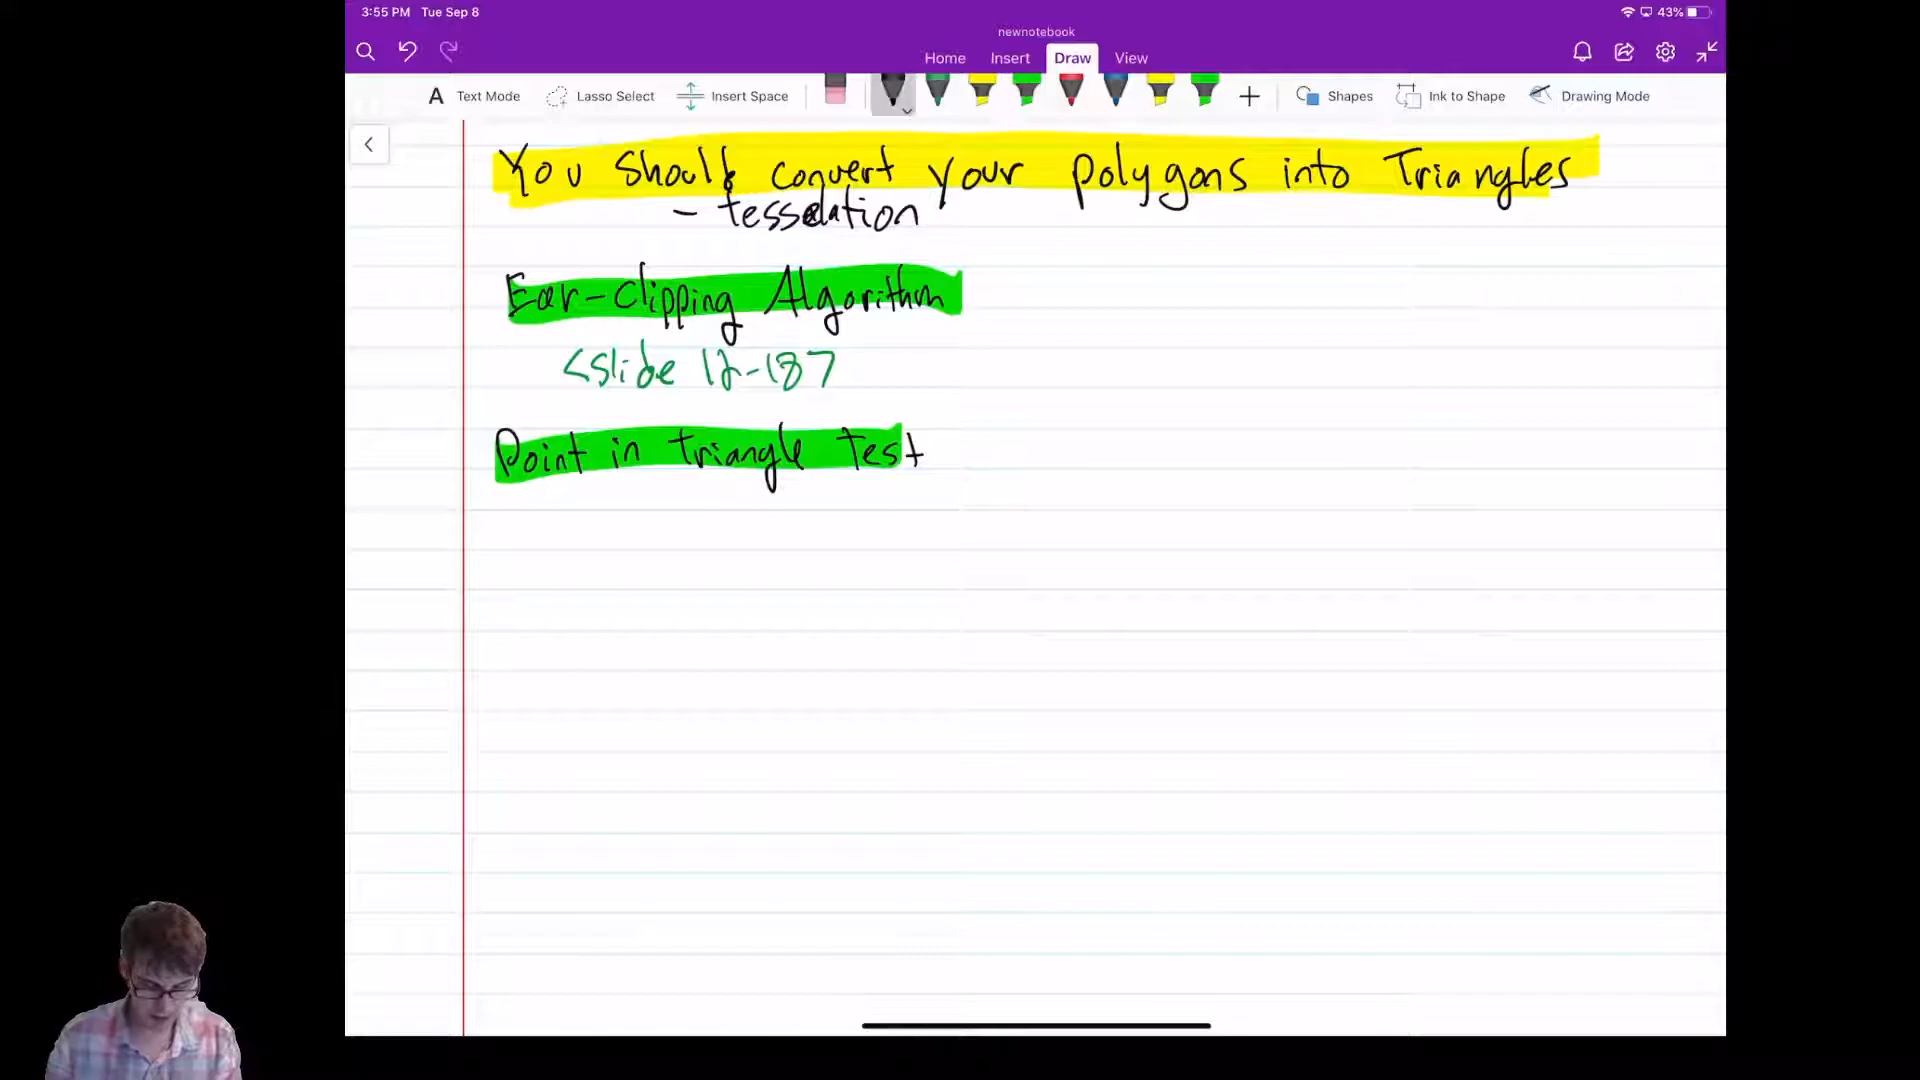 3:55 PM Tue Sep 8
43%
newnotebook
Home Insert Draw View
A Text Mode Lasso Select Insert Space Shapes Ink to Shape Drawing Mode
You Should convert your polygons into Triangles
- tesselation
Ear-Clipping Algorithm
<Slide 12-18>
Point in triangle Test